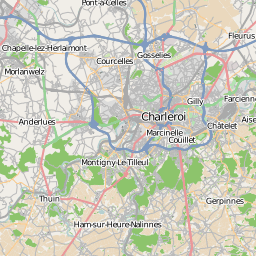 Pont-à-Celles
Fleurus
Chapelle-lez-Herlaimont
Gosselies
Courcelles
Morlanwelz
Gilly
Farcienne
Charleroi
Anderlues
Châtelet
Aise
Marcinelle
Couillet
Montigny-Le-Tilleul
Thuin
Gerpinnes
Ham-sur-Heure-Nalinnes